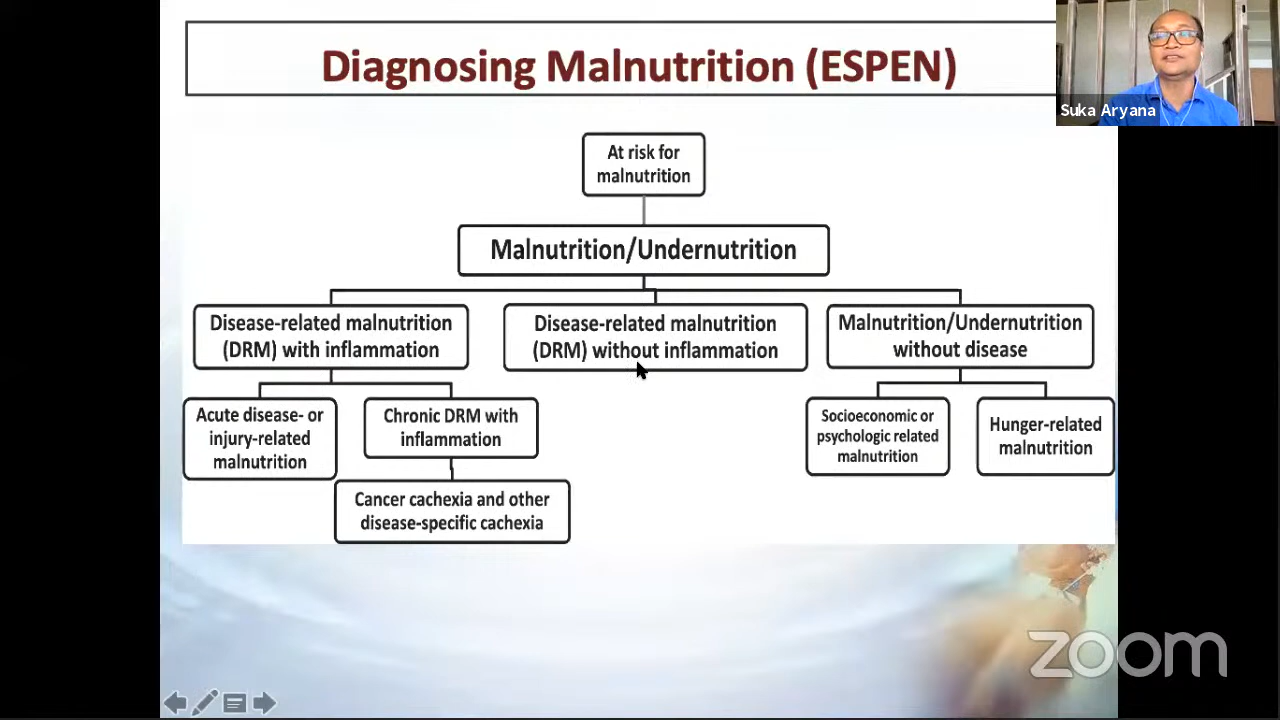 Diagnosing Malnutrition (ESPEN)
Suka Aryana
At risk for
malnutrition
Malnutrition/Undernutrition
Disease-related malnutrition
(DRM) with inflammation
Disease-related malnutrition
(DRM) without inflammation
Malnutrition/Undernutrition
without disease
Acute disease- or
injury-related
malnutrition
Chronic DRM with
inflammation
Socioeconomic or
psychologic related
malnutrition
Hunger-related
malnutrition
Cancer cachexia and other
disease-specific cachexia
zoom